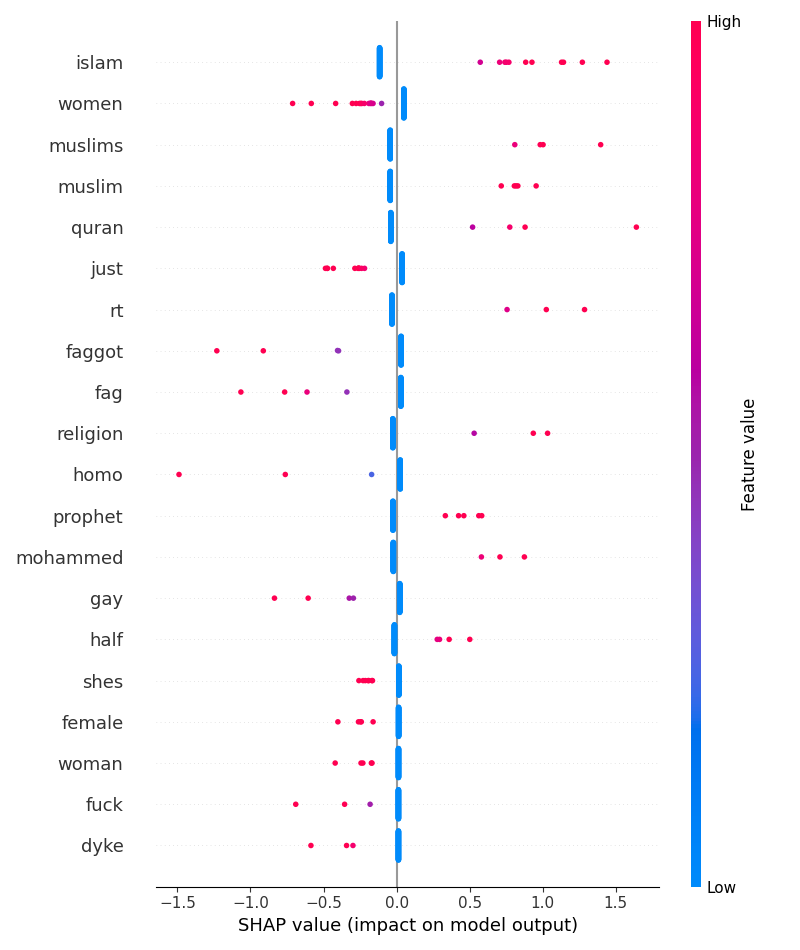 High
islam
women
muslims
muslim
quran
just
rt
faggot
fag
religion
homo
prophet
mohammed
gay
half
shes
female
woman
fuck
dyke
Feature value
Low
−1.5 −1.0 −0.5 0.0 0.5 1.0 1.5
SHAP value (impact on model output)